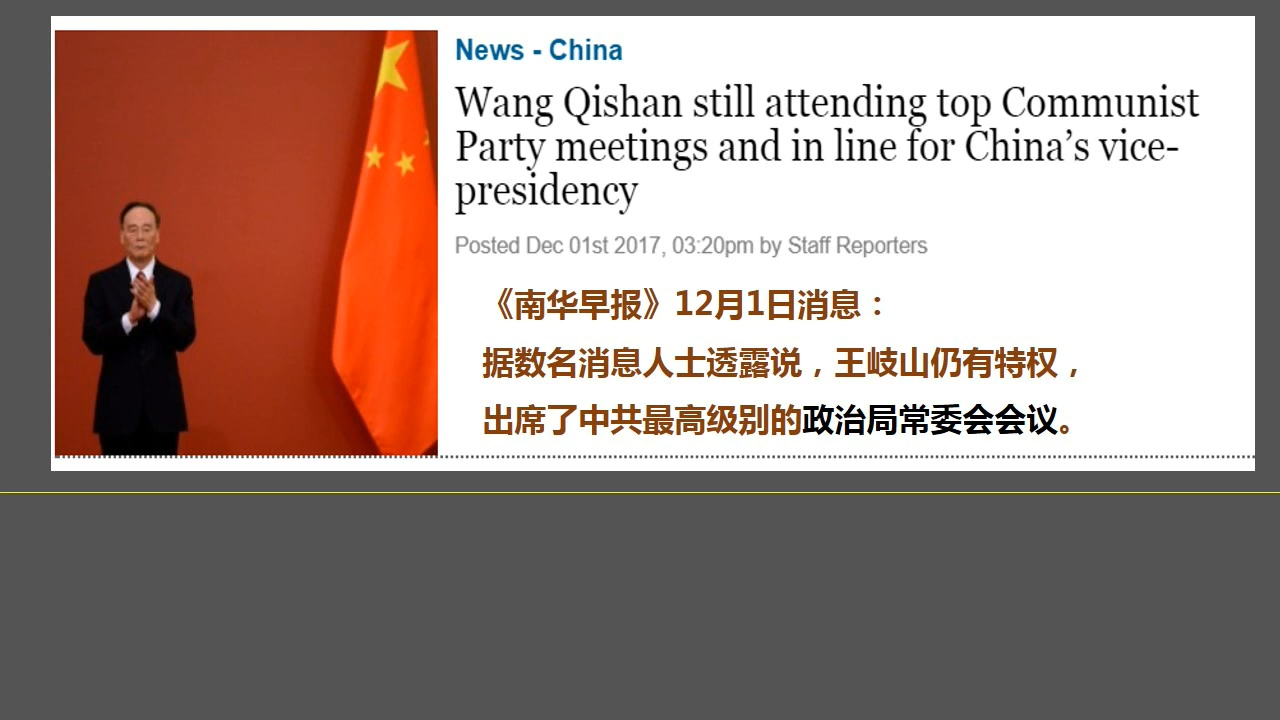 News - China
Wang Qishan still attending top Communist
Party meetings and in line for China’s vice-
presidency
Posted Dec 01st 2017, 03:20pm by Staff Reporters
《南华早报》12月1日消息：
据数名消息人士透露说，王岐山仍有特权，
出席了中共最高级别的政治局常委会会议。